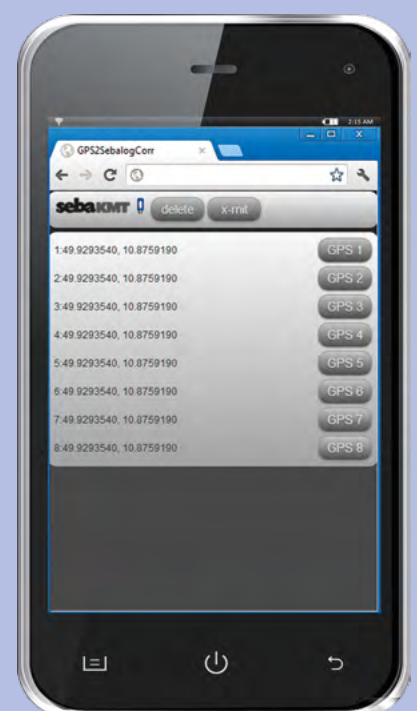 2:15 AM
GPS2SebalogCorr
sebaKMT delete x-mit
1:49.9293540, 10.8759190 GPS 1
2:49.9293540, 10.8759190 GPS 2
3:49.9293540, 10.8759190 GPS 3
4:49.9293540, 10.8759190 GPS 4
5:49.9293540, 10.8759190 GPS 5
6:49.9293540, 10.8759190 GPS 6
7:49.9293540, 10.8759190 GPS 7
8:49.9293540, 10.8759190 GPS 8